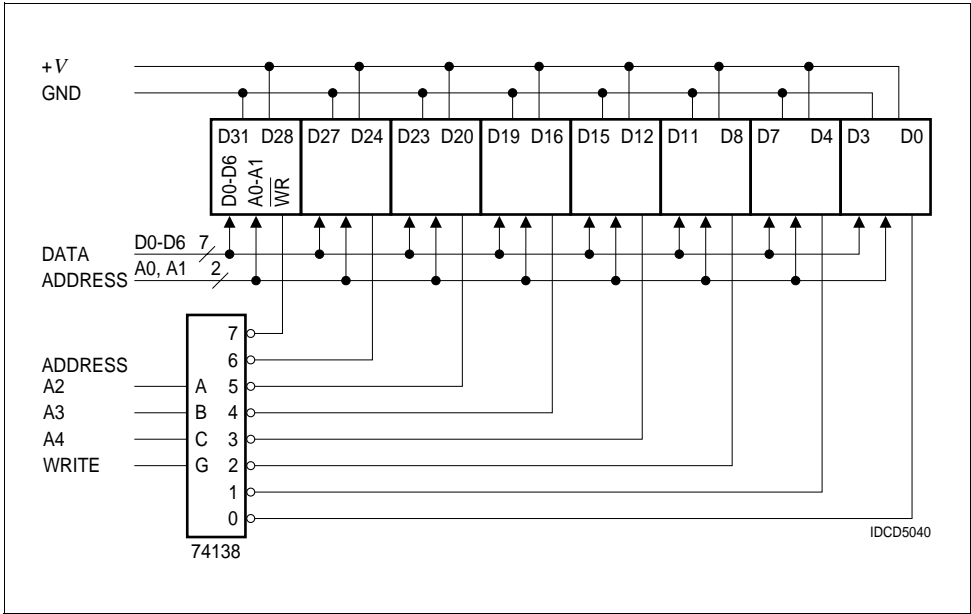 +V
GND
D31 D28 D27 D24 D23 D20 D19 D16 D15 D12 D11 D8 D7 D4 D3 D0
D0-D6
A0-A1
WR
DATA D0-D6 7
ADDRESS A0, A1 2
7
ADDRESS 6
A2 A 5
A3 B 4
A4 C 3
WRITE G 2
1
0
74138
IDCD5040